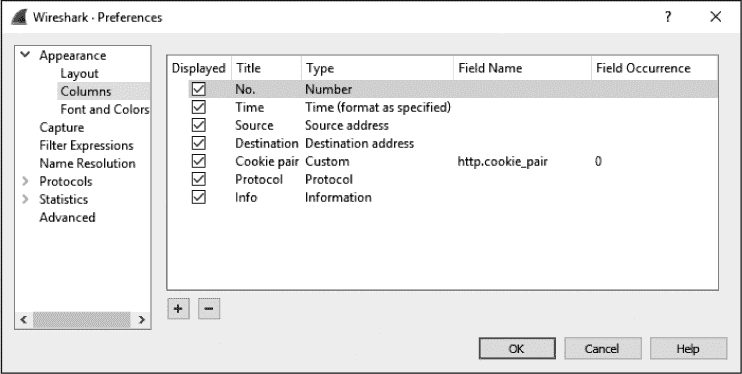 Wireshark · Preferences
? ×
Appearance
Layout
Columns
Font and Colors
Capture
Filter Expressions
Name Resolution
Protocols
Statistics
Advanced
Displayed Title Type Field Name Field Occurrence
No. Number
Time Time (format as specified)
Source Source address
Destination Destination address
Cookie pair Custom http.cookie_pair 0
Protocol Protocol
Info Information
+ −
OK Cancel Help